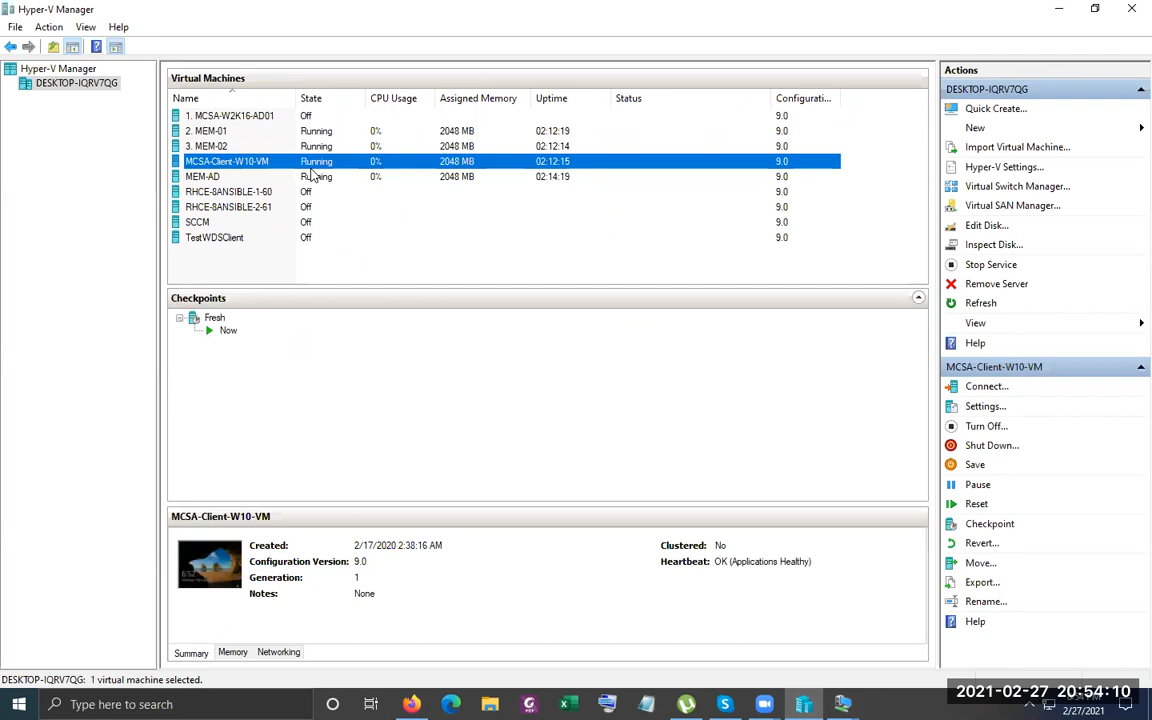 Hyper-V Manager
File Action View Help
Hyper-V Manager
DESKTOP-IQRV7QG
Virtual Machines
Name State CPU Usage Assigned Memory Uptime Status Configurati...
1. MCSA-W2K16-AD01 Off 9.0
2. MEM-01 Running 0% 2048 MB 02:12:19 9.0
3. MEM-02 Running 0% 2048 MB 02:12:14 9.0
MCSA-Client-W10-VM Running 0% 2048 MB 02:12:15 9.0
MEM-AD Running 0% 2048 MB 02:14:19 9.0
RHCE-8ANSIBLE-1-60 Off 9.0
RHCE-8ANSIBLE-2-61 Off 9.0
SCCM Off 9.0
TestWDSClient Off 9.0
Checkpoints
Fresh
Now
MCSA-Client-W10-VM
Created: 2/17/2020 2:38:16 AM Clustered: No
Configuration Version: 9.0 Heartbeat: OK (Applications Healthy)
Generation: 1
Notes: None
6:52
Summary Memory Networking
Actions
DESKTOP-IQRV7QG
Quick Create...
New
Import Virtual Machine...
Hyper-V Settings...
Virtual Switch Manager...
Virtual SAN Manager...
Edit Disk...
Inspect Disk...
Stop Service
Remove Server
Refresh
View
Help
MCSA-Client-W10-VM
Connect...
Settings...
Turn Off...
Shut Down...
Save
Pause
Reset
Checkpoint
Revert...
Move...
Export...
Rename...
Help
DESKTOP-IQRV7QG: 1 virtual machine selected.
Type here to search
2021-02-27 20:54:10
2/27/2021